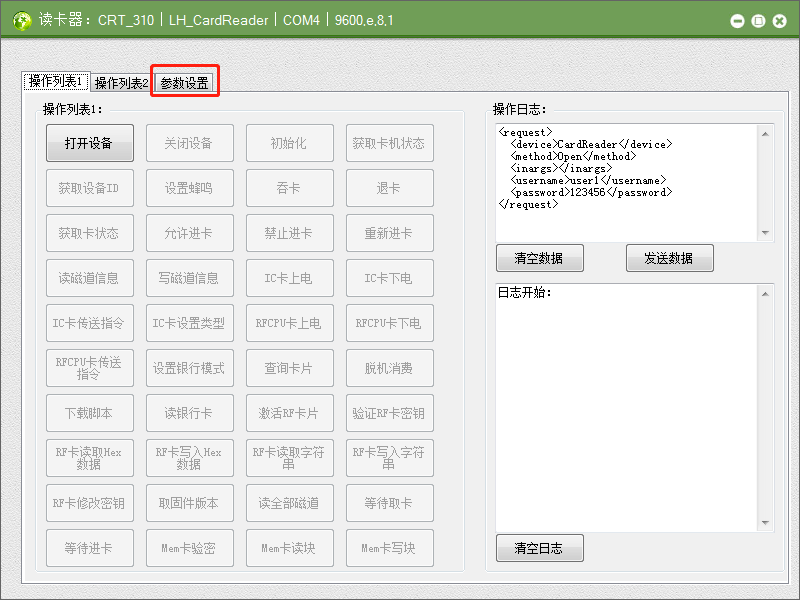 读卡器：CRT_310 | LH_CardReader | COM4 | 9600,e,8,1
操作列表1 操作列表2 参数设置
操作列表1：
打开设备 关闭设备 初始化 获取卡机状态
获取设备ID 设置蜂鸣 吞卡 退卡
获取卡状态 允许进卡 禁止进卡 重新进卡
读磁道信息 写磁道信息 IC卡上电 IC卡下电
IC卡传送指令 IC卡设置类型 RFCPU卡上电 RFCPU卡下电
RFCPU卡传送
指令
设置银行模式 查询卡片 脱机消费
下载脚本 读银行卡 激活RF卡片 验证RF卡密钥
RF卡读取Hex
数据
RF卡写入Hex
数据
RF卡读取字符
串
RF卡写入字符
串
RF卡修改密钥 取固件版本 读全部磁道 等待取卡
等待进卡 Mem卡验密 Mem卡读块 Mem卡写块
操作日志：
<request>
<device>CardReader</device>
<method>Open</method>
<inargs></inargs>
<username>user1</username>
<password>123456</password>
</request>
清空数据 发送数据
日志开始：
清空日志